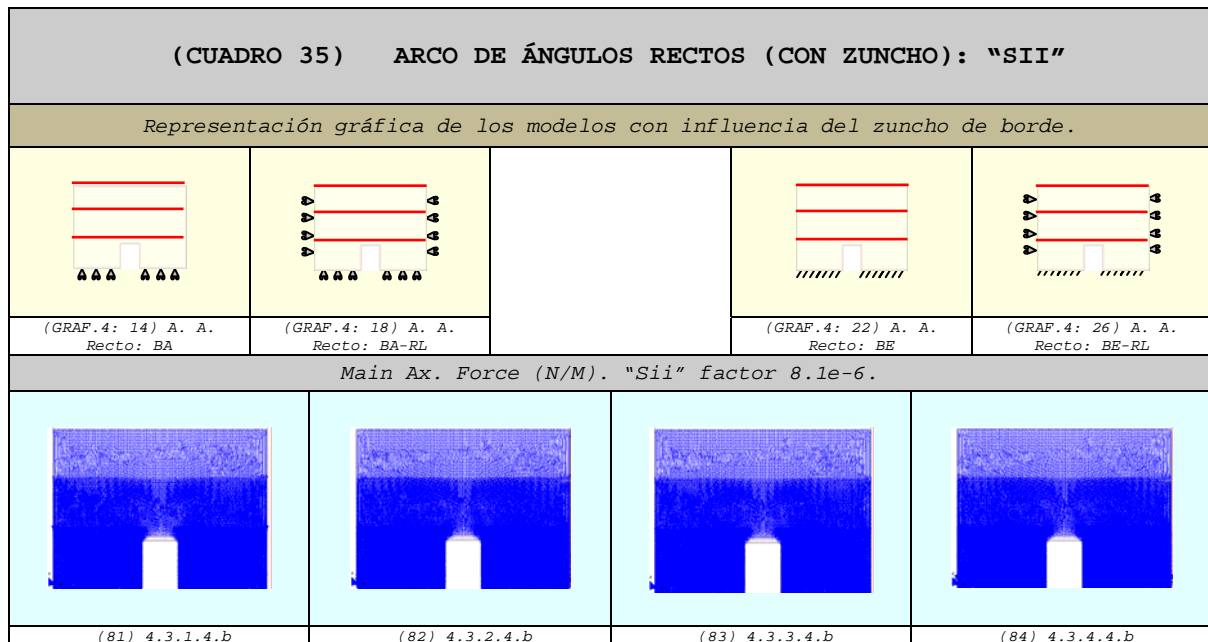 (CUADRO 35) ARCO DE ÁNGULOS RECTOS (CON ZUNCHO): “SII”
Representación gráfica de los modelos con influencia del zuncho de borde.
(GRAF.4: 14) A. A.
Recto: BA
(GRAF.4: 18) A. A.
Recto: BA-RL
(GRAF.4: 22) A. A.
Recto: BE
(GRAF.4: 26) A. A.
Recto: BE-RL
Main Ax. Force (N/M). “Sii” factor 8.1e-6.
(81) 4.3.1.4.b
(82) 4.3.2.4.b
(83) 4.3.3.4.b
(84) 4.3.4.4.b